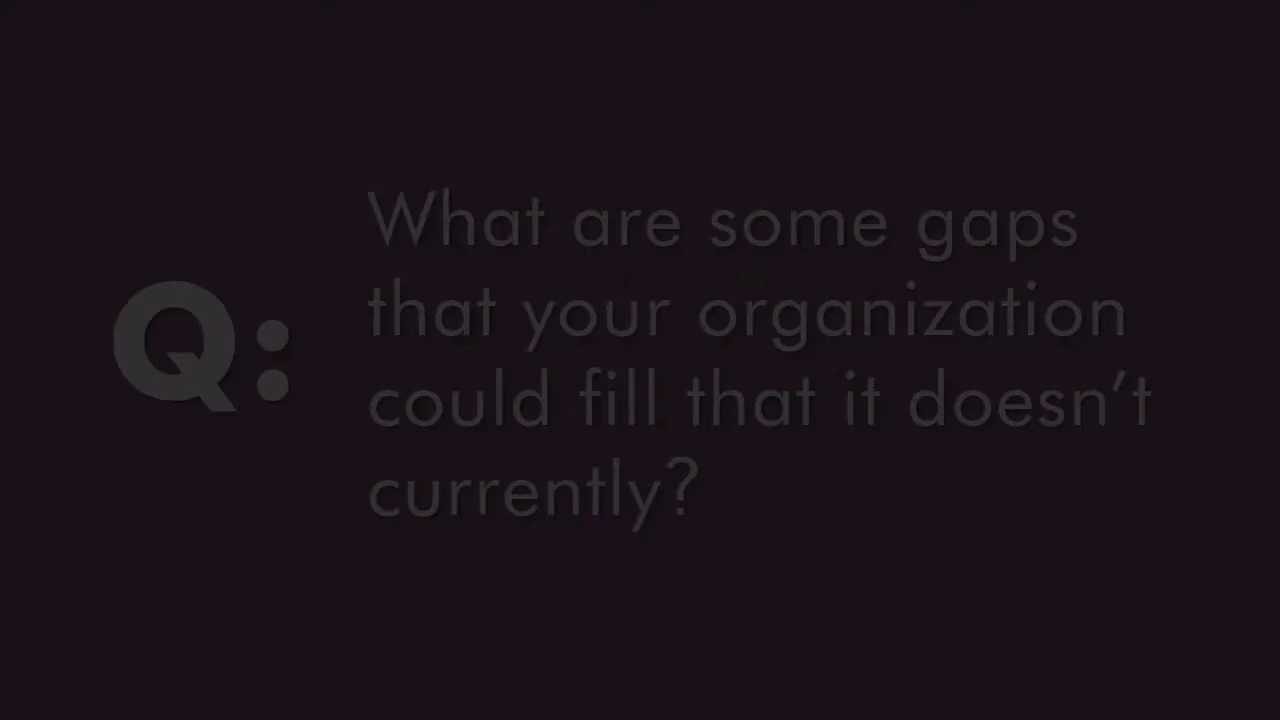 Q:
What are some gaps
that your organization
could fill that it doesn’t
currently?